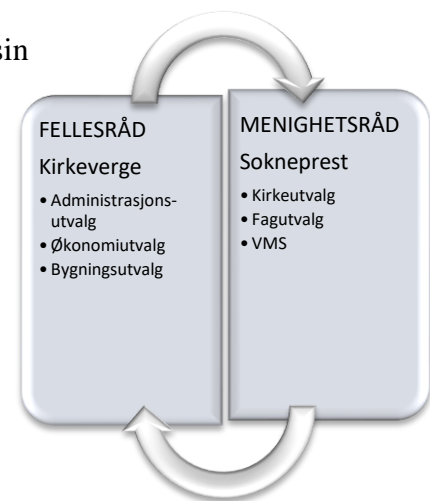 sin
FELLESRÅD
Kirkeverge
• Administrasjons-
utvalg
• Økonomiutvalg
• Bygningsutvalg
MENIGHETSRÅD
Sokneprest
• Kirkeutvalg
• Fagutvalg
• VMS